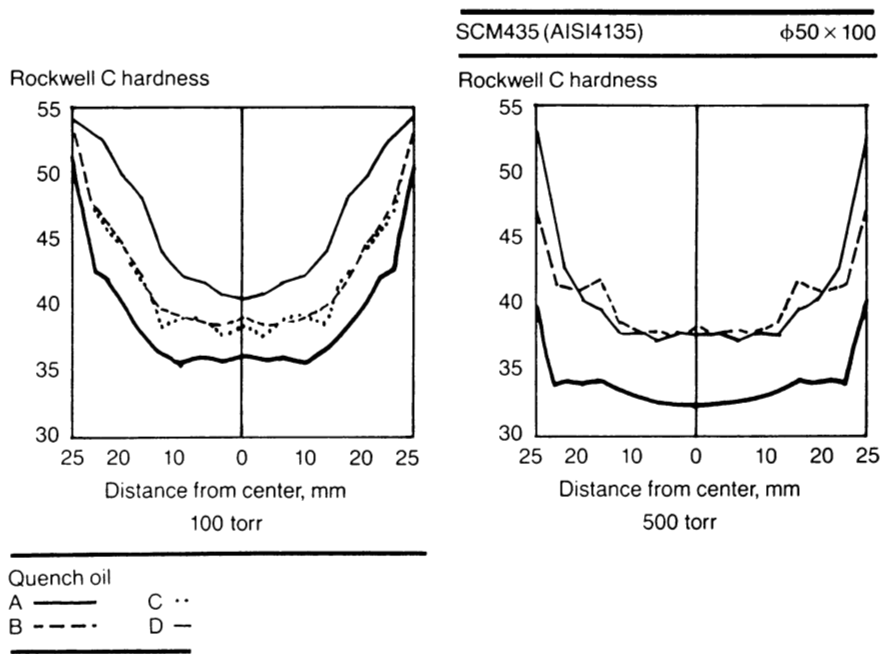 SCM435 (AISI4135) ϕ50 × 100
Rockwell C hardness
55
50
45
40
35
30
25 20 10 0 10 20 25
Distance from center, mm
100 torr
Rockwell C hardness
55
50
45
40
35
30
25 20 10 0 10 20 25
Distance from center, mm
500 torr
Quench oil
A C
B D